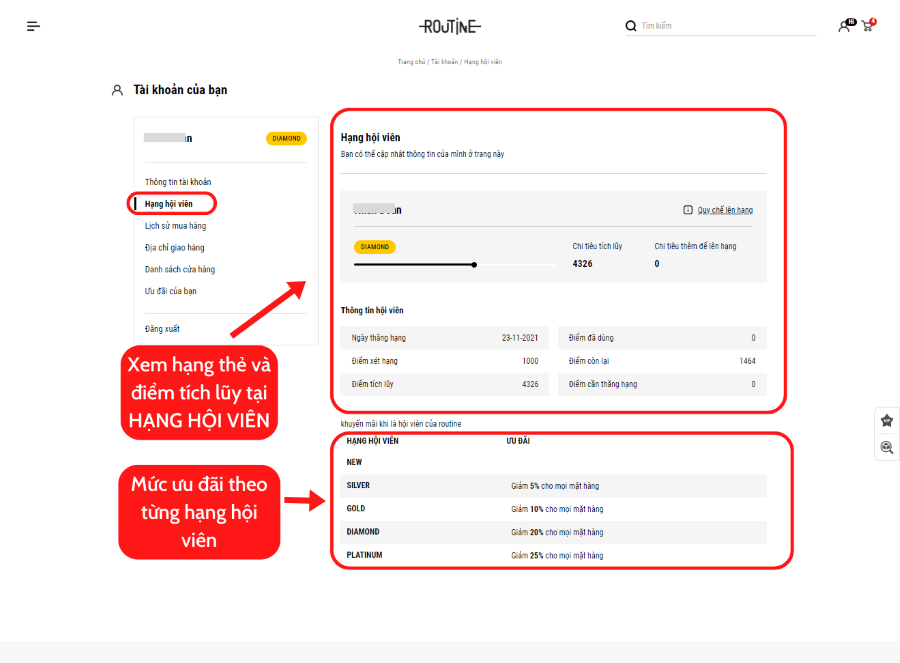 ROUTINE
Tìm kiếm
Hi
4
Trang chủ / Tài khoản / Hạng hội viên
Tài khoản của bạn
DIAMOND
Thông tin tài khoản
Hạng hội viên
Lịch sử mua hàng
Địa chỉ giao hàng
Danh sách cửa hàng
Ưu đãi của bạn
Đăng xuất
Xem hạng thẻ và
điểm tích lũy tại
HẠNG HỘI VIÊN
Mức ưu đãi theo
từng hạng hội
viên
Hạng hội viên
Bạn có thể cập nhật thông tin của mình ở trang này
Quy chế lên hạng
DIAMOND
Chi tiêu tích lũy
4326
Chi tiêu thêm để lên hạng
0
Thông tin hội viên
Ngày thăng hạng 23-11-2021
Điểm đã dùng 0
Điểm xét hạng 1000
Điểm còn lại 1464
Điểm tích lũy 4326
Điểm cần thăng hạng 0
khuyến mãi khi là hội viên của routine
HẠNG HỘI VIÊN ƯU ĐÃI
NEW
SILVER Giảm 5% cho mọi mặt hàng
GOLD Giảm 10% cho mọi mặt hàng
DIAMOND Giảm 20% cho mọi mặt hàng
PLATINUM Giảm 25% cho mọi mặt hàng